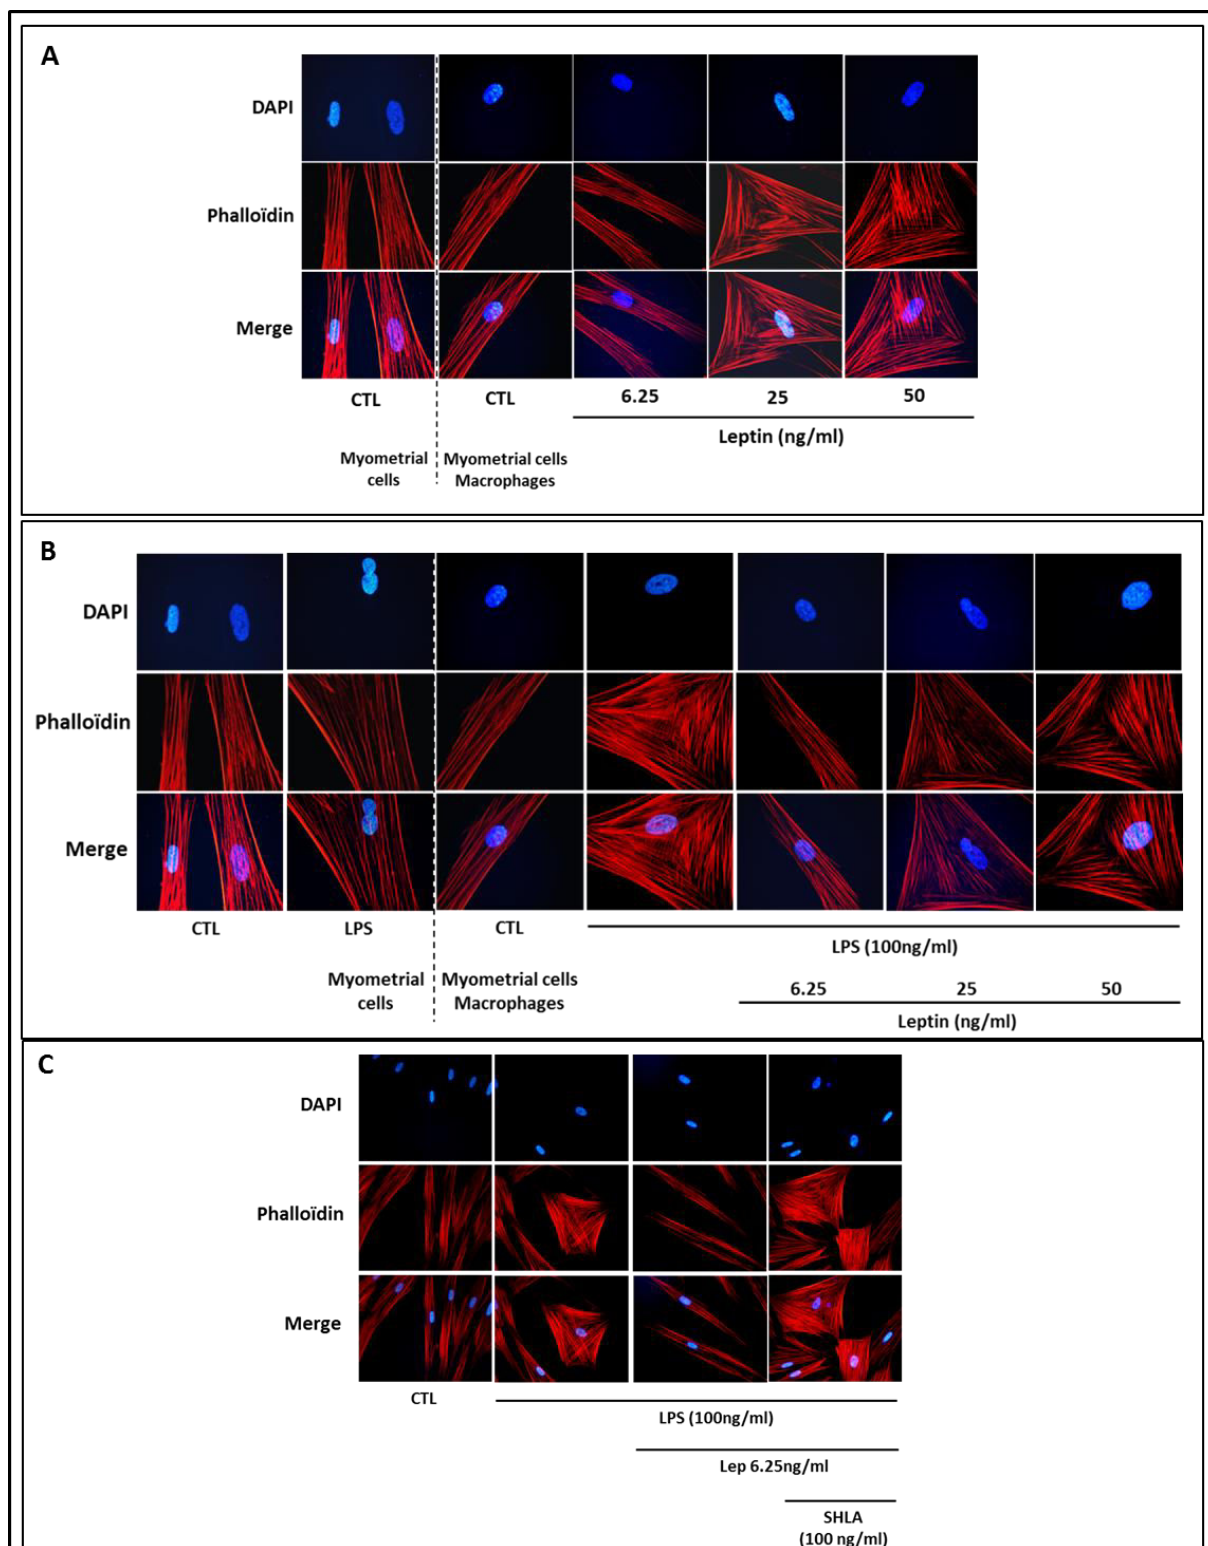 A
DAPI
Phalloïdin
Merge
CTL
CTL
6.25
25
50
Leptin (ng/ml)
Myometrial cells
Myometrial cells Macrophages
B
DAPI
Phalloïdin
Merge
CTL
LPS
CTL
LPS (100ng/ml)
Myometrial cells
Myometrial cells Macrophages
6.25
25
50
Leptin (ng/ml)
C
DAPI
Phalloïdin
Merge
CTL
LPS (100ng/ml)
Lep 6.25ng/ml
SHLA
(100 ng/ml)